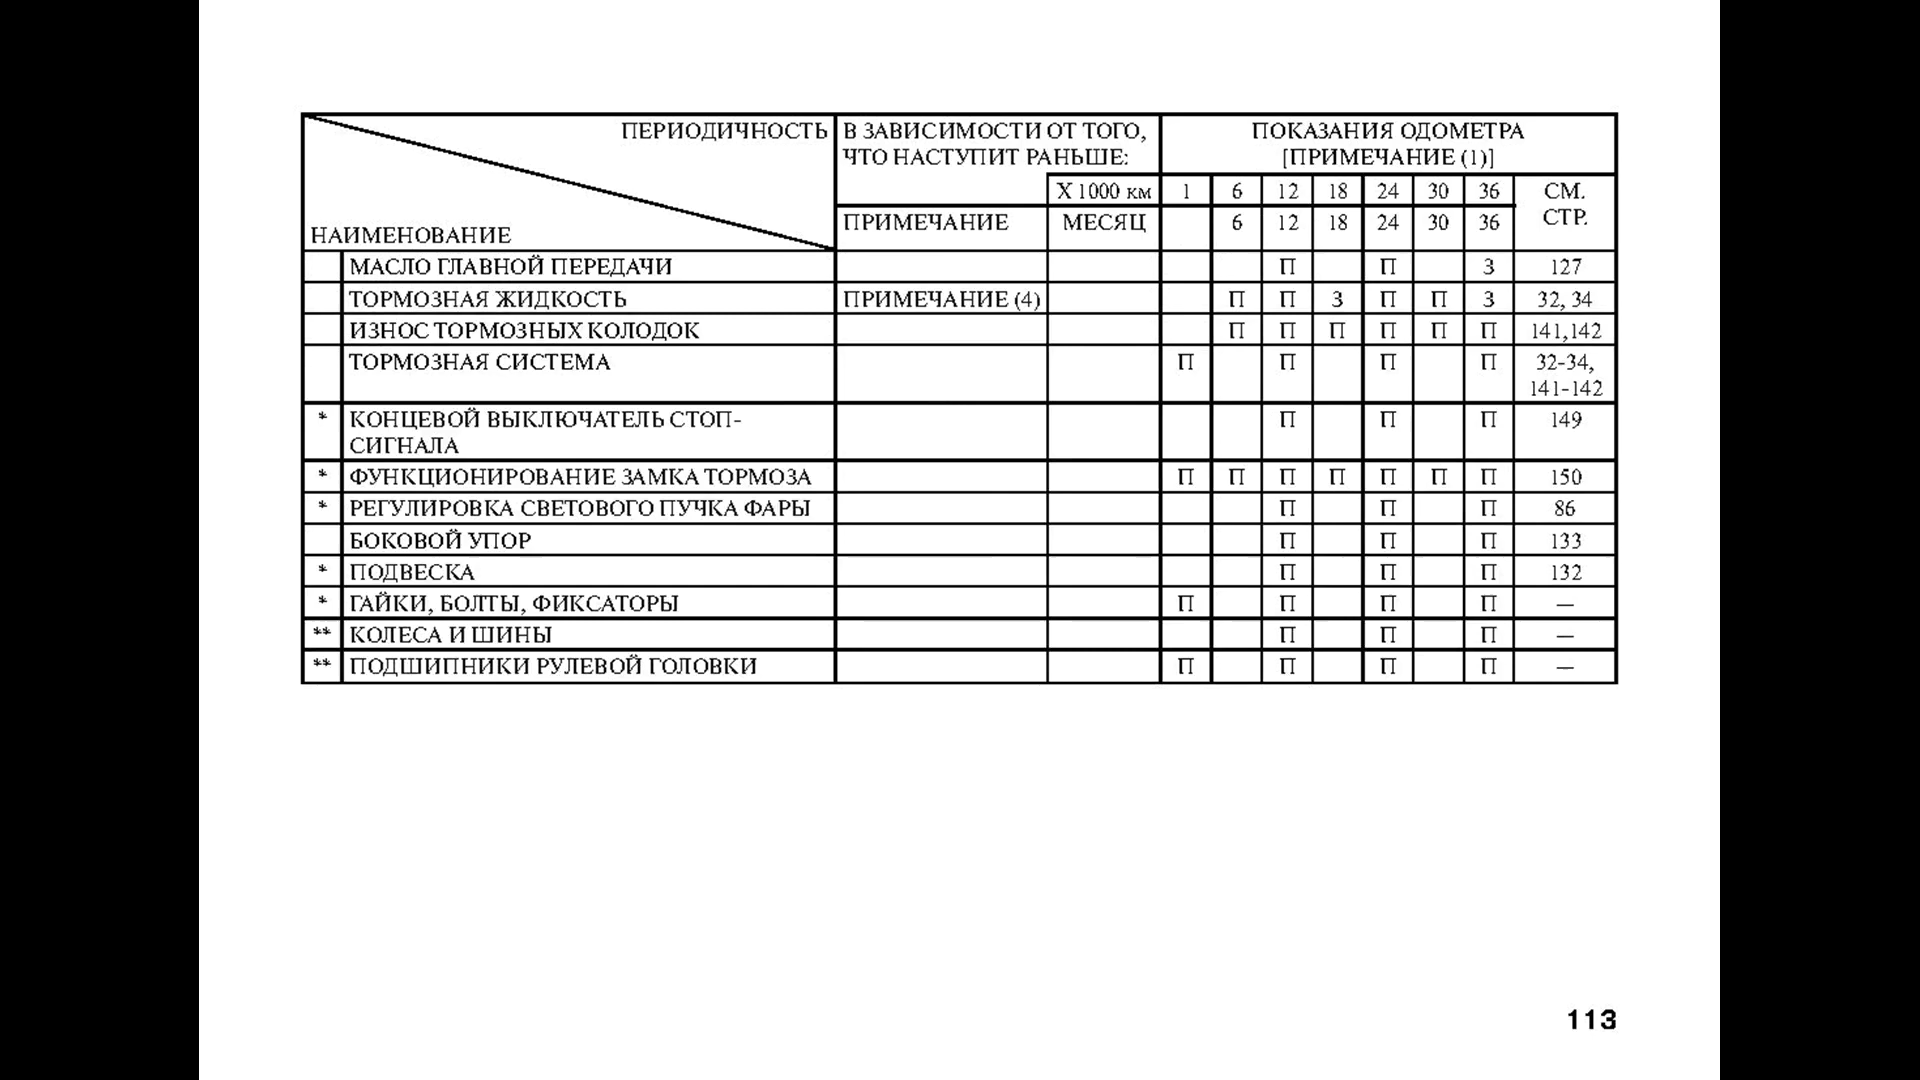 ПЕРИОДИЧНОСТЬ
НАИМЕНОВАНИЕ
В ЗАВИСИМОСТИ ОТ ТОГО,
ЧТО НАСТУПИТ РАНЬШЕ:
ПОКАЗАНИЯ ОДОМЕТРА
[ПРИМЕЧАНИЕ (1)]
Х 1000 км 1 6 12 18 24 30 36 СМ.
СТР.
ПРИМЕЧАНИЕ МЕСЯЦ 6 12 18 24 30 36
МАСЛО ГЛАВНОЙ ПЕРЕДАЧИ П П З 127
ТОРМОЗНАЯ ЖИДКОСТЬ ПРИМЕЧАНИЕ (4) П П З П П З 32, 34
ИЗНОС ТОРМОЗНЫХ КОЛОДОК П П П П П П 141,142
ТОРМОЗНАЯ СИСТЕМА П П П П 32-34,
141-142
* КОНЦЕВОЙ ВЫКЛЮЧАТЕЛЬ СТОП- П П П 149
СИГНАЛА
* ФУНКЦИОНИРОВАНИЕ ЗАМКА ТОРМОЗА П П П П П П П 150
* РЕГУЛИРОВКА СВЕТОВОГО ПУЧКА ФАРЫ П П П 86
БОКОВОЙ УПОР П П П 133
* ПОДВЕСКА П П П 132
* ГАЙКИ, БОЛТЫ, ФИКСАТОРЫ П П П П —
** КОЛЕСА И ШИНЫ П П П —
** ПОДШИПНИКИ РУЛЕВОЙ ГОЛОВКИ П П П П —
113